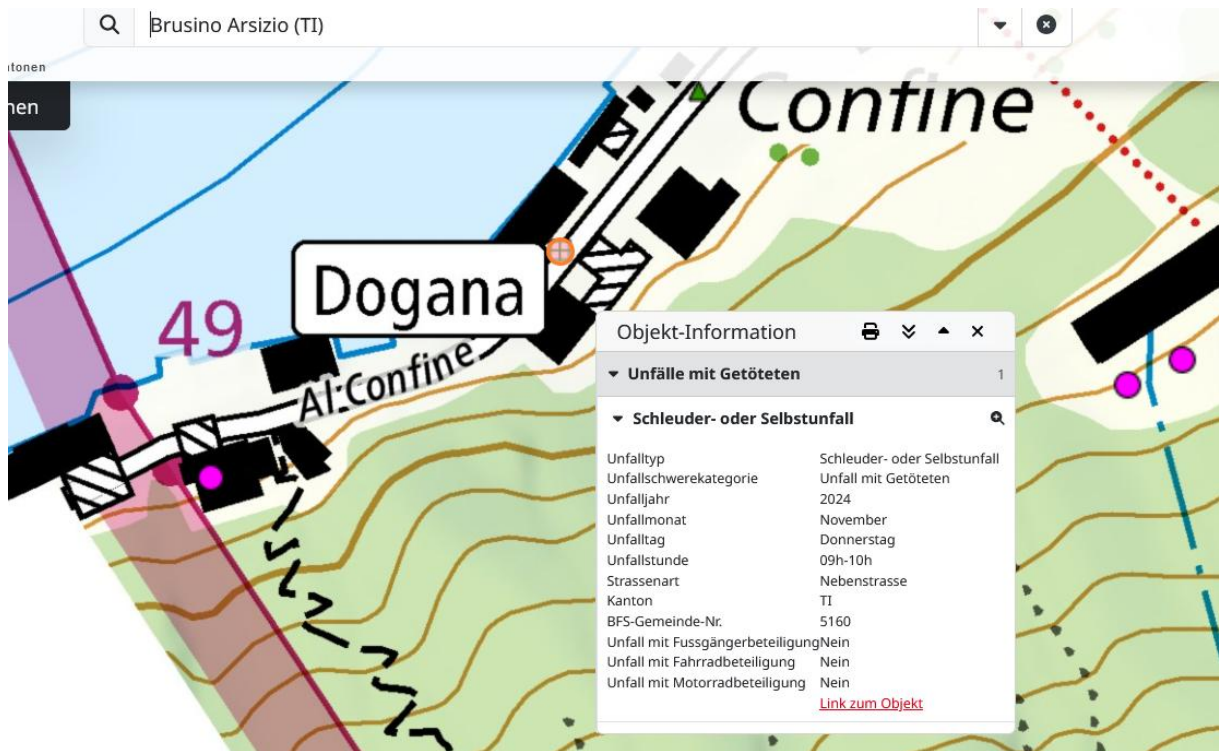 Brusino Arsizio (TI)
tonen
nen
Confine
Dogana
49
Al Confine
Objekt-Information
Unfälle mit Getöteten 1
Schleuder- oder Selbstunfall
Unfalltyp Schleuder- oder Selbstunfall
Unfallschwerekategorie Unfall mit Getöteten
Unfalljahr 2024
Unfallmonat November
Unfalltag Donnerstag
Unfallstunde 09h-10h
Strassenart Nebenstrasse
Kanton TI
BFS-Gemeinde-Nr. 5160
Unfall mit Fussgängerbeteiligung Nein
Unfall mit Fahrradbeteiligung Nein
Unfall mit Motorradbeteiligung Nein
Link zum Objekt